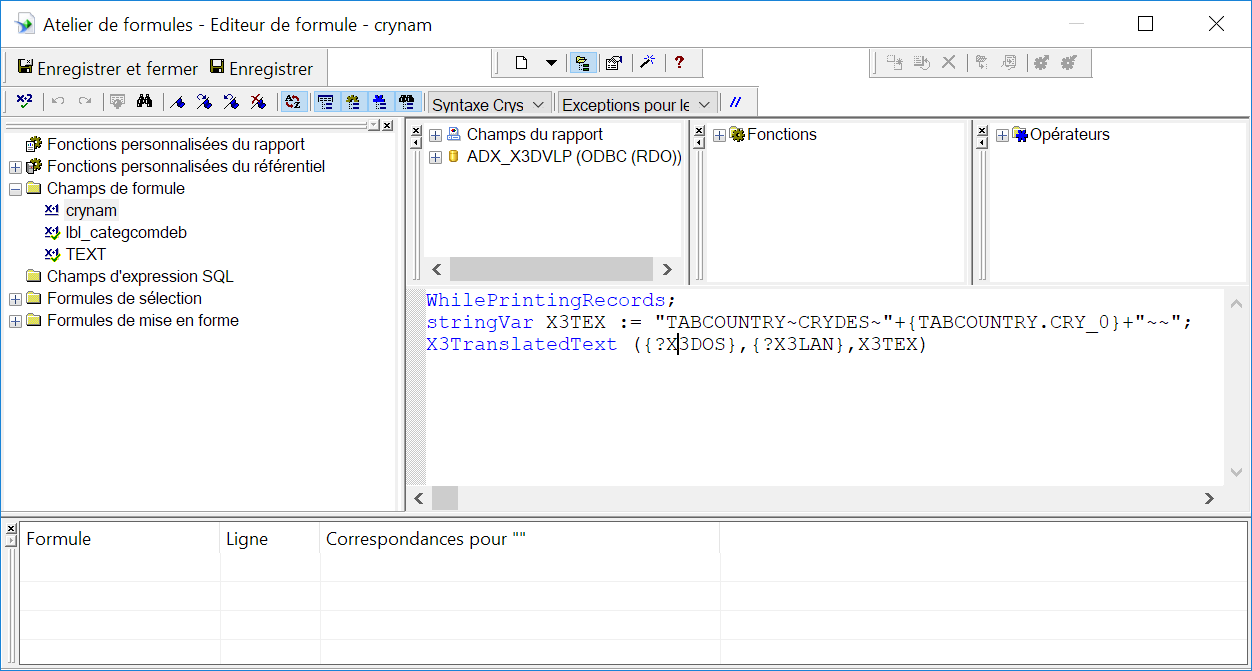 Atelier de formules - Editeur de formule - crynam
Enregistrer et fermer Enregistrer
?
Syntaxe Crys Exceptions pour le //
Fonctions personnalisées du rapport
Fonctions personnalisées du référentiel
Champs de formule
crynam
lbl_categcomdeb
TEXT
Champs d'expression SQL
Formules de sélection
Formules de mise en forme
Champs du rapport
ADX_X3DVLP (ODBC (RDO))
Fonctions
Opérateurs
WhilePrintingRecords;
stringVar X3TEX := "TABCOUNTRY~CRYDES~"+{TABCOUNTRY.CRY_0}+"~~";
X3TranslatedText ({?X3DOS},{?X3LAN},X3TEX)
Formule Ligne Correspondances pour ""